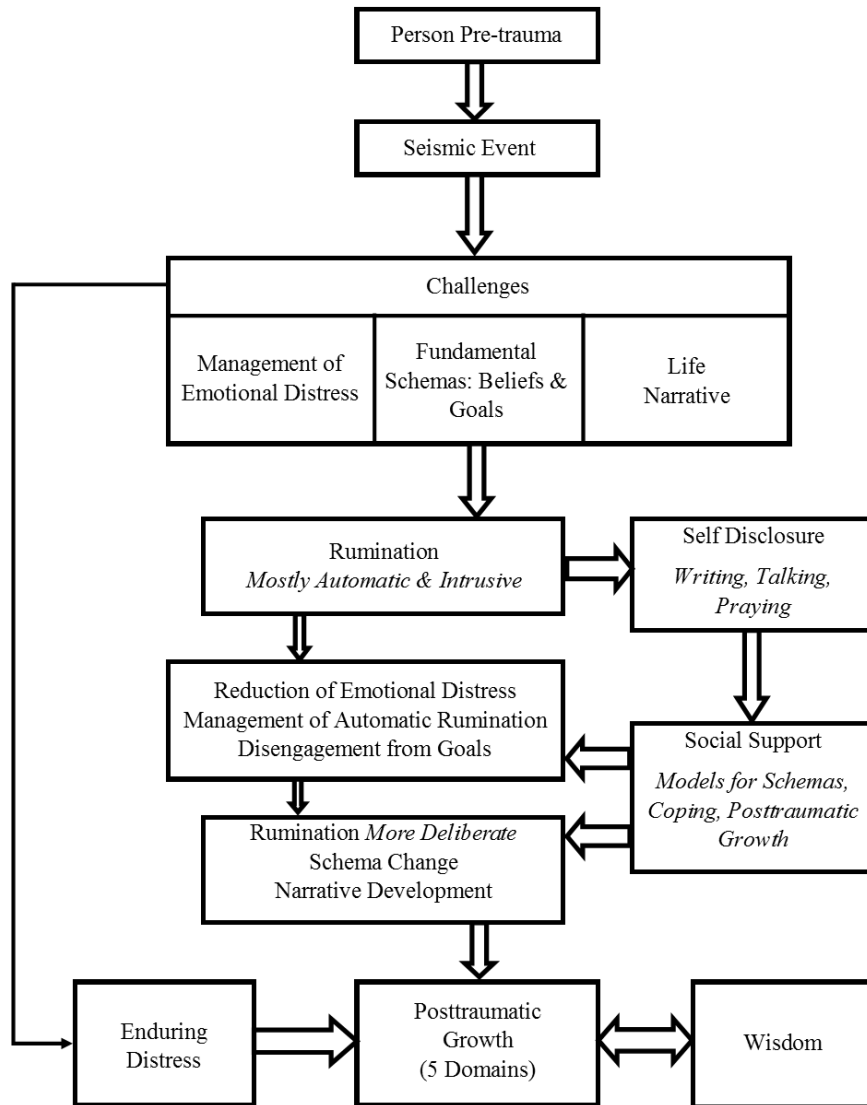 Person Pre-trauma
Seismic Event
Challenges
Management of
Emotional Distress
Fundamental
Schemas: Beliefs &
Goals
Life
Narrative
Rumination
Mostly Automatic & Intrusive
Self Disclosure
Writing, Talking,
Praying
Reduction of Emotional Distress
Management of Automatic Rumination
Disengagement from Goals
Social Support
Models for Schemas,
Coping, Posttraumatic
Growth
Rumination More Deliberate
Schema Change
Narrative Development
Enduring
Distress
Posttraumatic
Growth
(5 Domains)
Wisdom